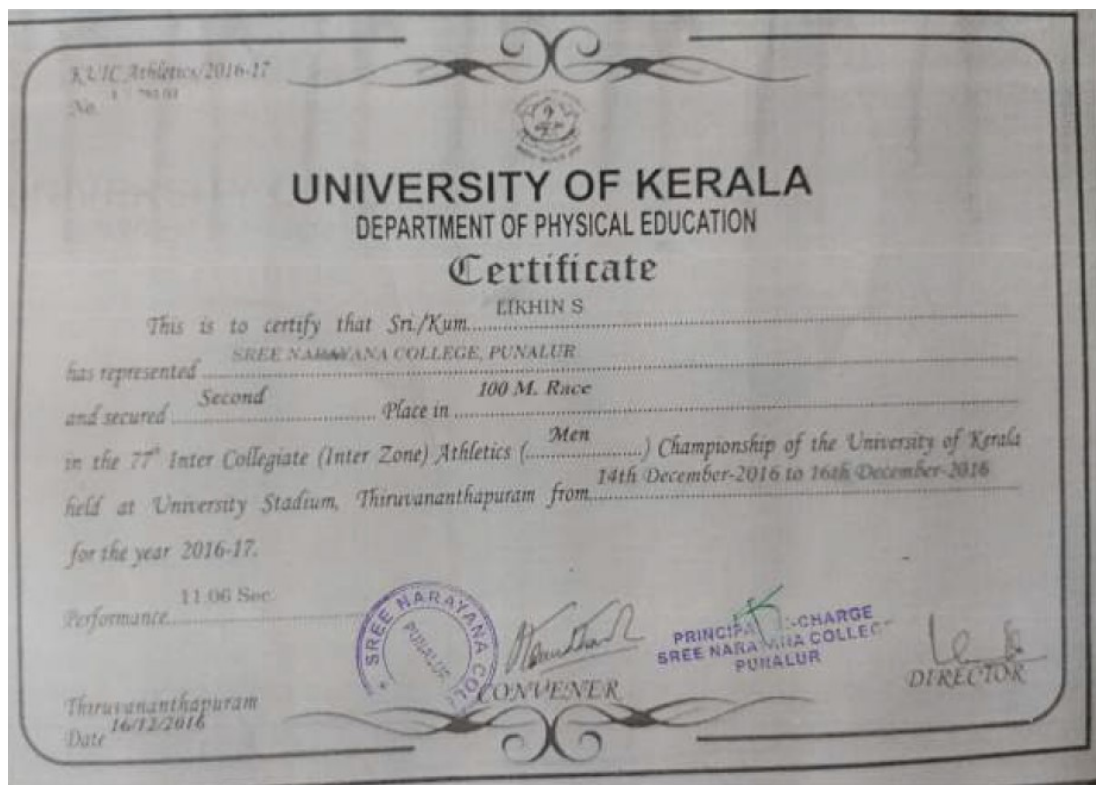 KUIC Athletics/2016-17
No.
UNIVERSITY OF KERALA
DEPARTMENT OF PHYSICAL EDUCATION
Certificate
This is to certify that Sri./Kum. LIKHIN S
has represented SREE NARAYANA COLLEGE, PUNALUR
and secured Second Place in 100 M. Race
in the 77th Inter Collegiate (Inter Zone) Athletics (Men) Championship of the University of Kerala
held at University Stadium, Thiruvananthapuram from 14th December-2016 to 16th December-2016
for the year 2016-17.
Performance 11.06 Sec.
SREE NARAYANA COLL
PUNALUR
CONVENER
PRINCIPAL -CHARGE
SREE NARAYANA COLLEGE
PUNALUR
DIRECTOR
Thiruvananthapuram
Date 16/12/2016